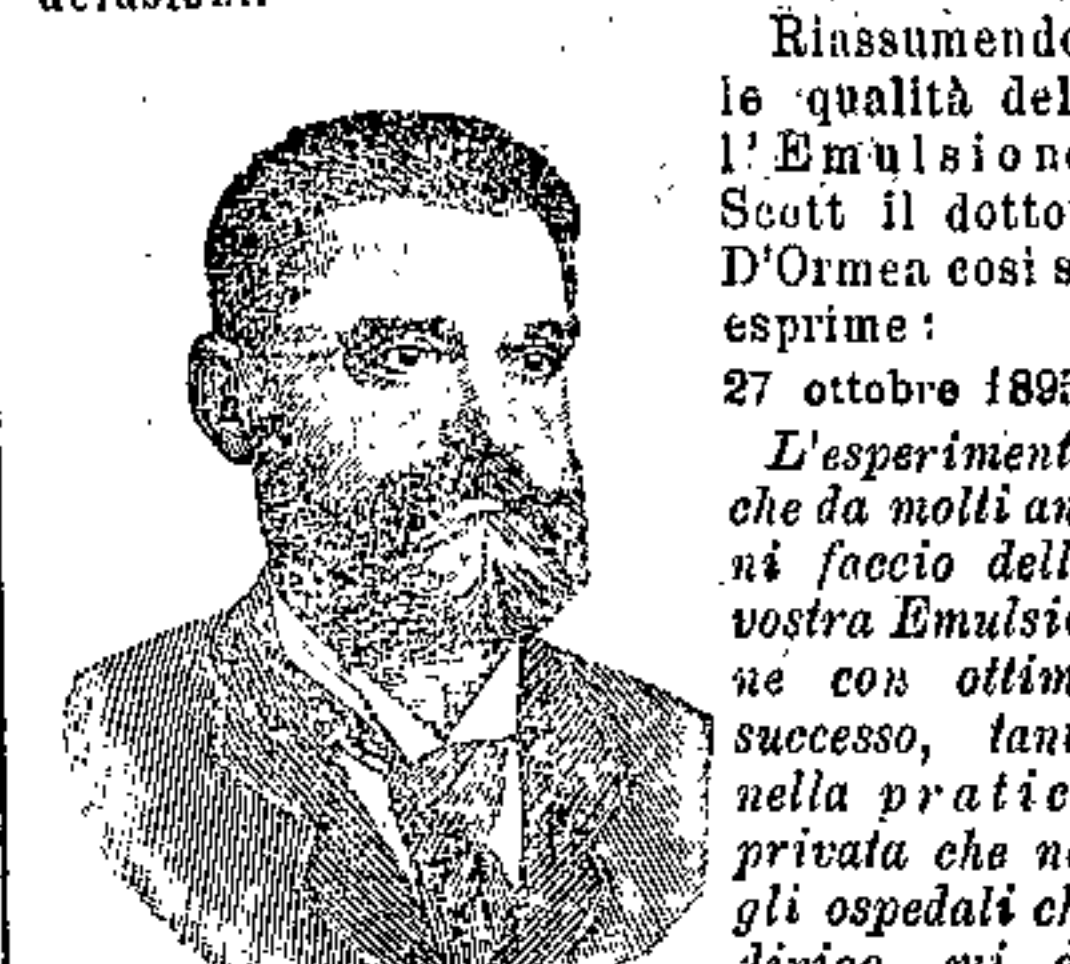 Riassumendo
le qualità del
l'Emulsione
Scott il dotto
D'Ormea così s
esprime:
27 ottobre 189
L'esperiment
che da molti an
ni faccio dell
vostra Emulsio
ne con ottim
successo, tan
nella pratic
privata che ne
gli ospedali ch